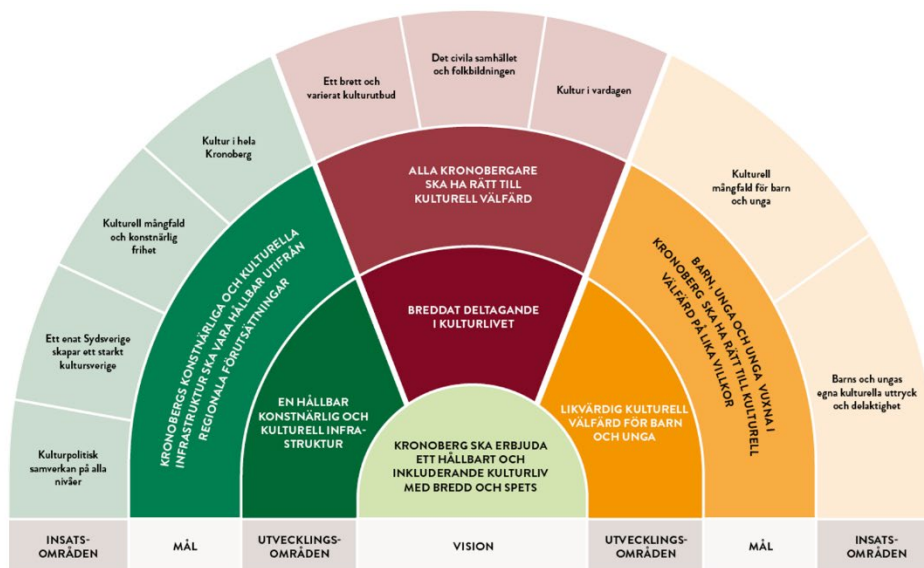 Ett brett och
varierat kulturutbud
Det civila samhället
och folkbildningen
Kultur i vardagen
Kultur i hela
Kronoberg
Kulturell mångfald
och konstnärlig
frihet
Ett enat Sydsverige
skapar ett starkt
kultursverige
Kulturpolitisk
samverkan på alla
nivåer
KRONOBERGS KONSTNÄRLIGA OCH KULTURELLA
INFRASTRUKTUR SKA VARA HÅLLBAR UTIFRÅN
REGIONALA FÖRUTSÄTTNINGAR
EN HÅLLBAR
KONSTNÄRLIG OCH
KULTURELL INFRA-
STRUKTUR
ALLA KRONOBERGARE
SKA HA RÄTT TILL
KULTURELL VÄLFÄRD
BREDDAT DELTAGANDE
I KULTURLIVET
KRONOBERG SKA ERBJUDA
ETT HÅLLBART OCH
INKLUDERANDE KULTURLIV
MED BREDD OCH SPETS
LIKVÄRDIG KULTURELL
VÄLFÄRD FÖR BARN
OCH UNGA
BARN, UNGA OCH UNGA VUXNA I
KRONOBERG SKA HA RÄTT TILL KULTURELL
VÄLFÄRD PÅ LIKA VILLKOR
Kulturell
mångfald för barn
och unga
Barns och ungas
egna kulturella uttryck
och delaktighet
INSATS-
OMRÅDEN
MÅL
UTVECKLINGS-
OMRÅDEN
VISION
UTVECKLINGS-
OMRÅDEN
MÅL
INSATS-
OMRÅDEN